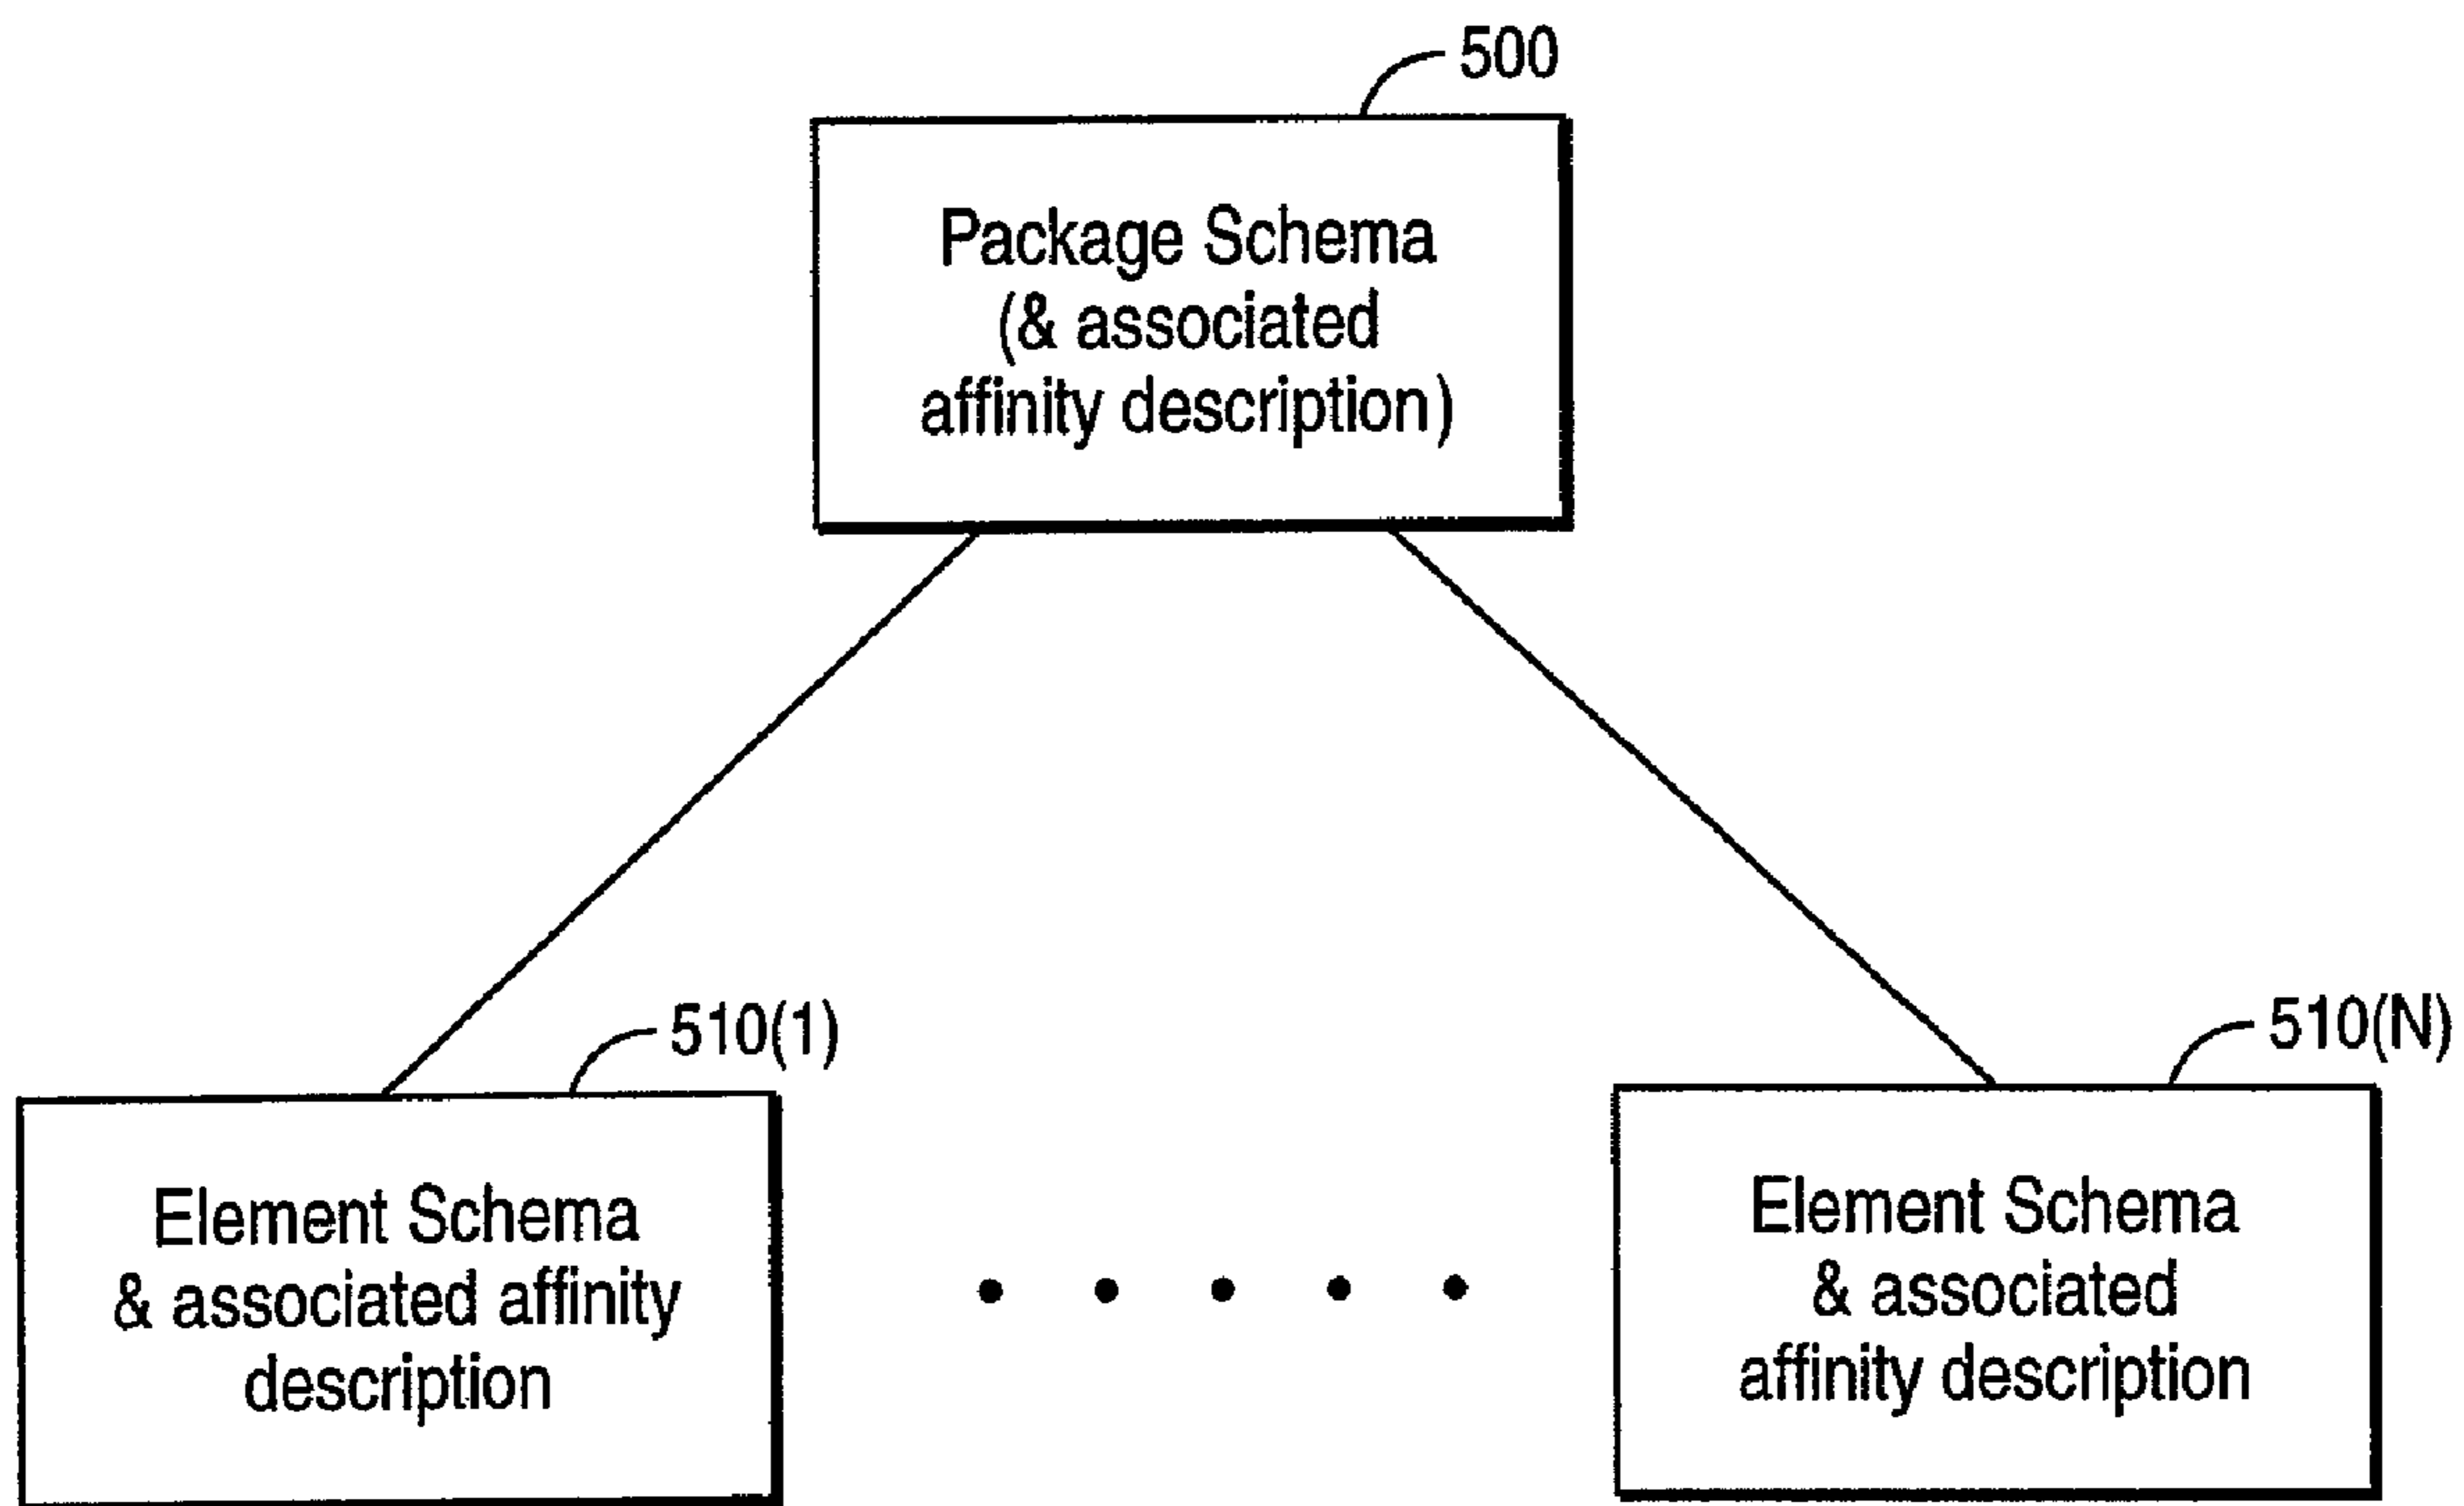 500
Package Schema
(& associated
affinity description)
510(1)
510(N)
Element Schema
& associated affinity
description
Element Schema
& associated
affinity description